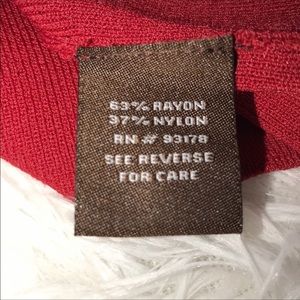 63% RAYON
37% NYLON
RN # 93178
SEE REVERSE
FOR CARE